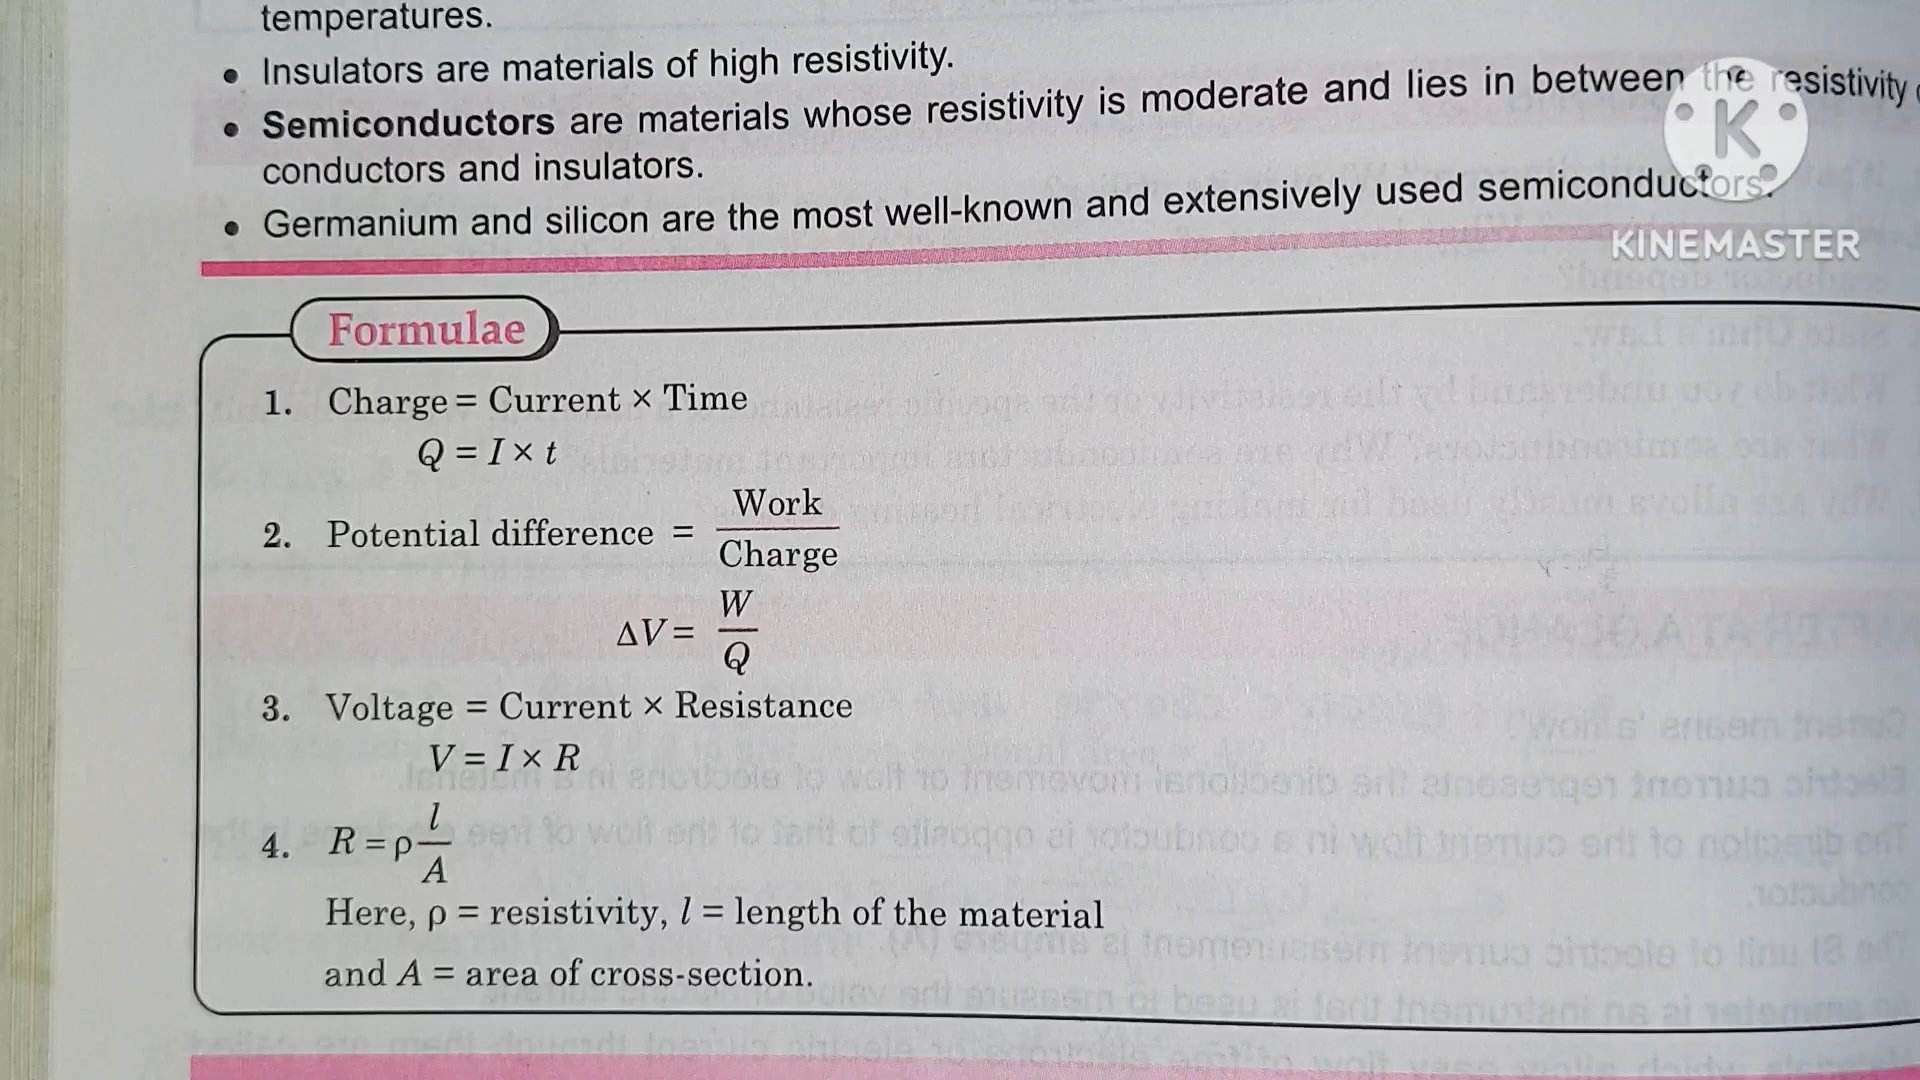 temperatures.
• Insulators are materials of high resistivity.
• Semiconductors are materials whose resistivity is moderate and lies in between the resistivity
conductors and insulators.
• Germanium and silicon are the most well-known and extensively used semiconductors.
K
KINEMASTER
Formulae
1. Charge = Current × Time
Q = I × t
2. Potential difference = Work / Charge
ΔV = W / Q
3. Voltage = Current × Resistance
V = I × R
4. R = ρ l / A
Here, ρ = resistivity, l = length of the material
and A = area of cross-section.